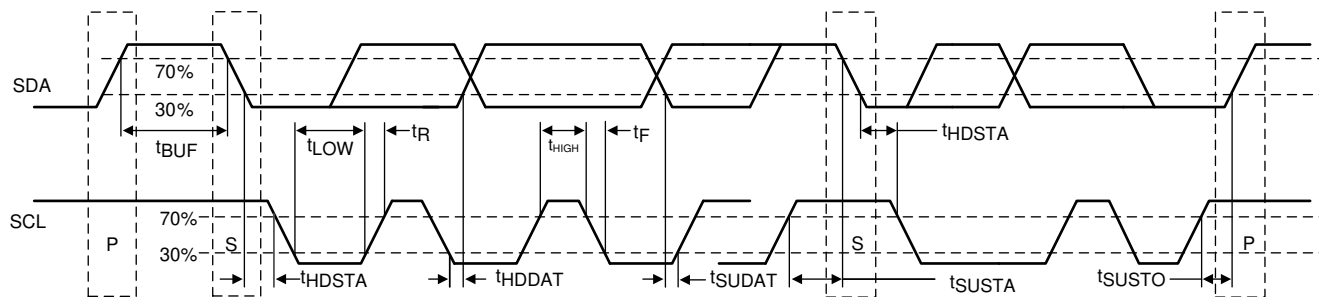 SDA
70%
30%
tBUF
tLOW
tR
tHIGH
tF
tHDSTA
SCL
70%
30%
P
S
S
P
tHDSTA
tHDDAT
tSUDAT
tSUSTA
tSUSTO